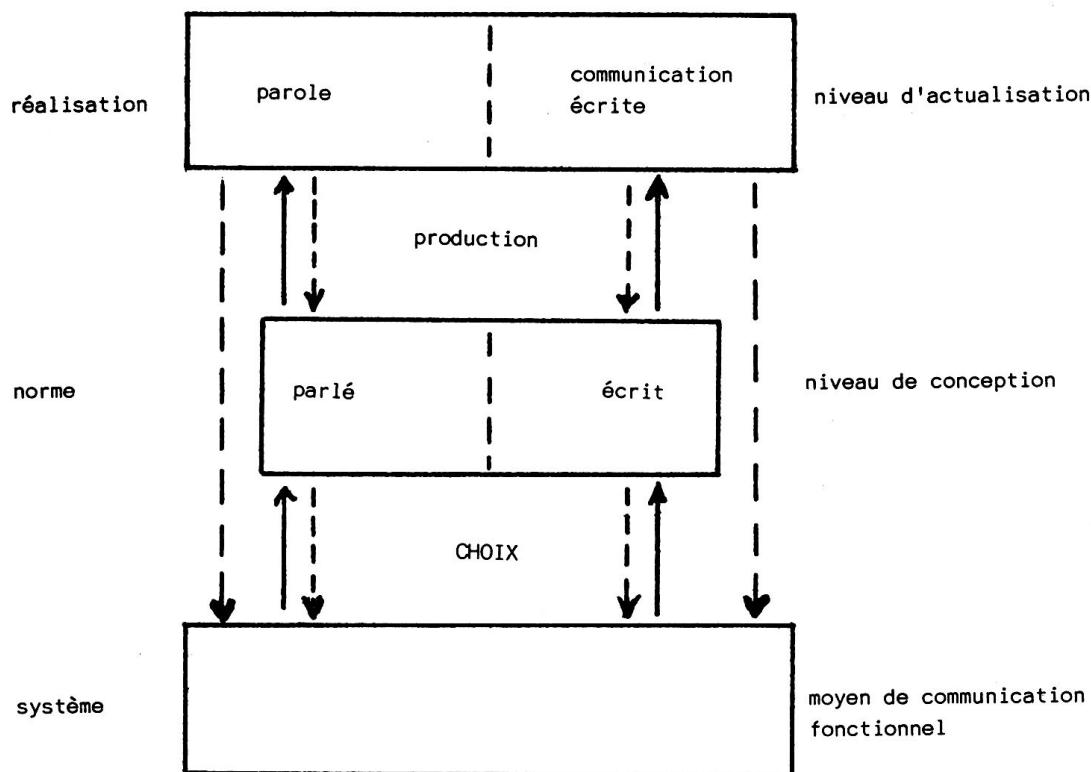 réalisation
parole
communication
écrite
niveau d'actualisation
production
norme
parlé
écrit
niveau de conception
CHOIX
système
moyen de communication
fonctionnel